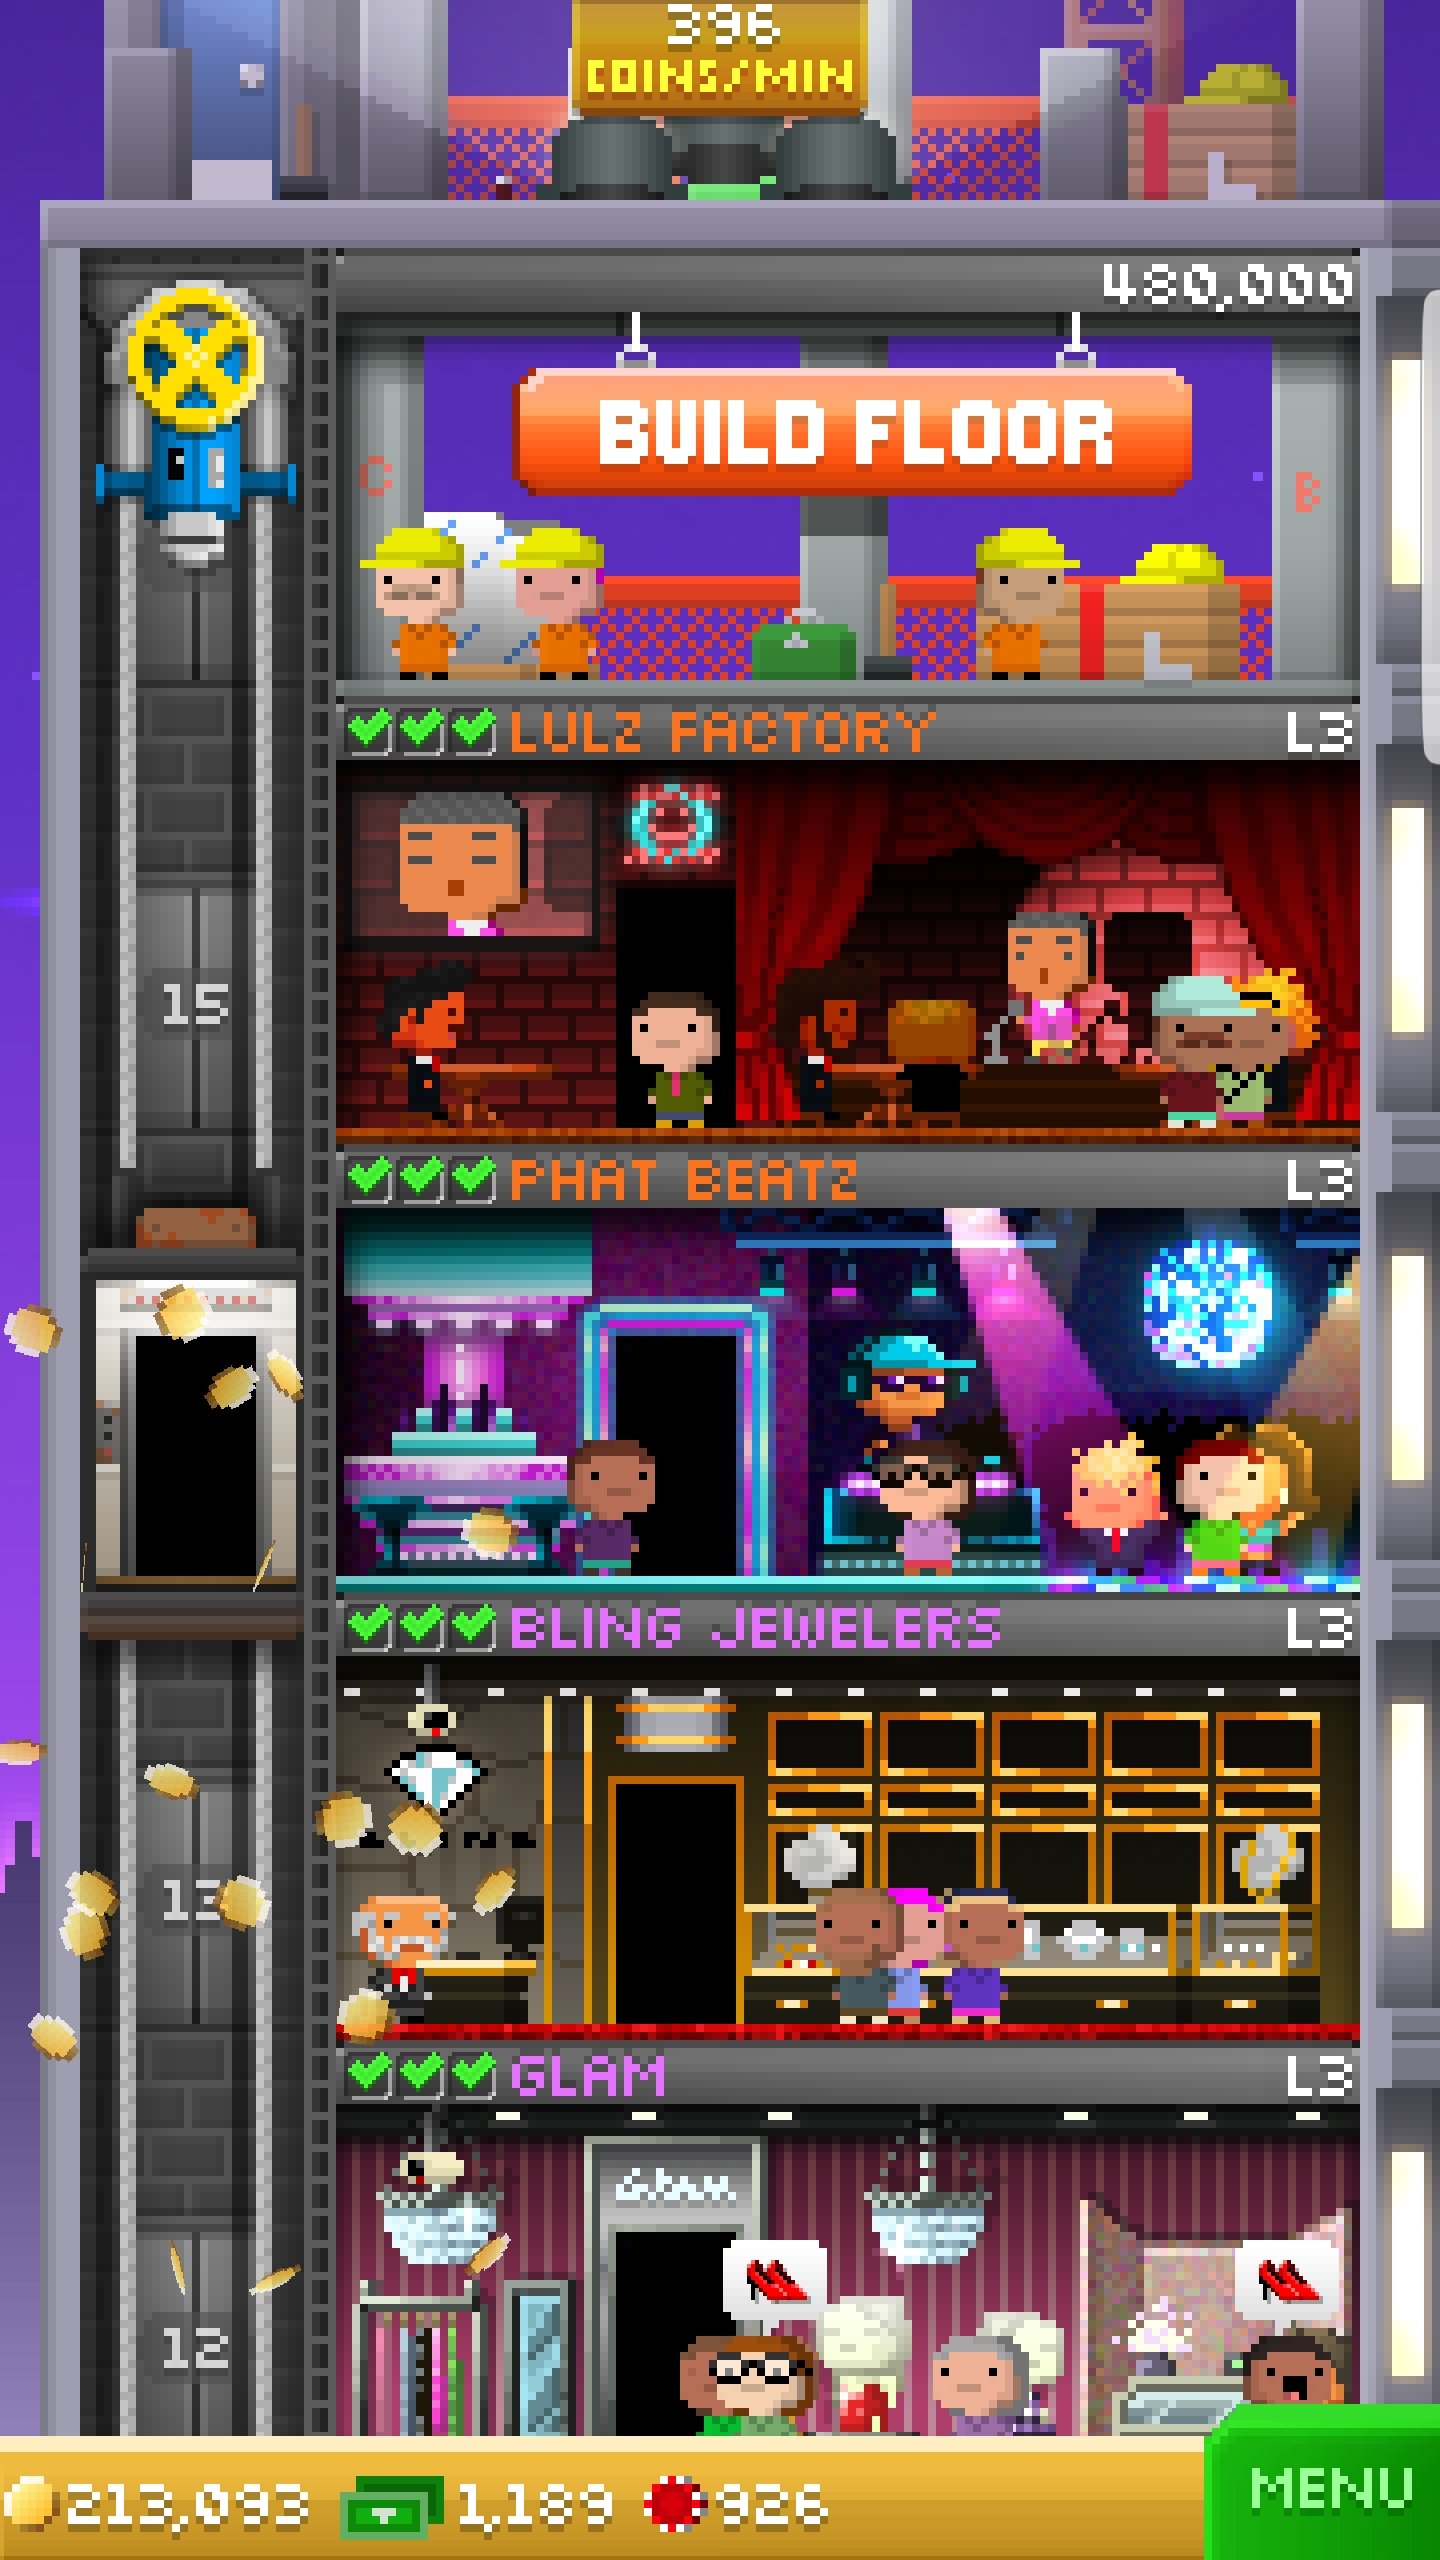 396
COINS/MIN
480,000
BUILD FLOOR
C
B
LULZ FACTORY L3
15
PHAT BEATZ L3
BLING JEWELERS L3
13
GLAM L3
Glam
12
213,093 1,189 926
MENU